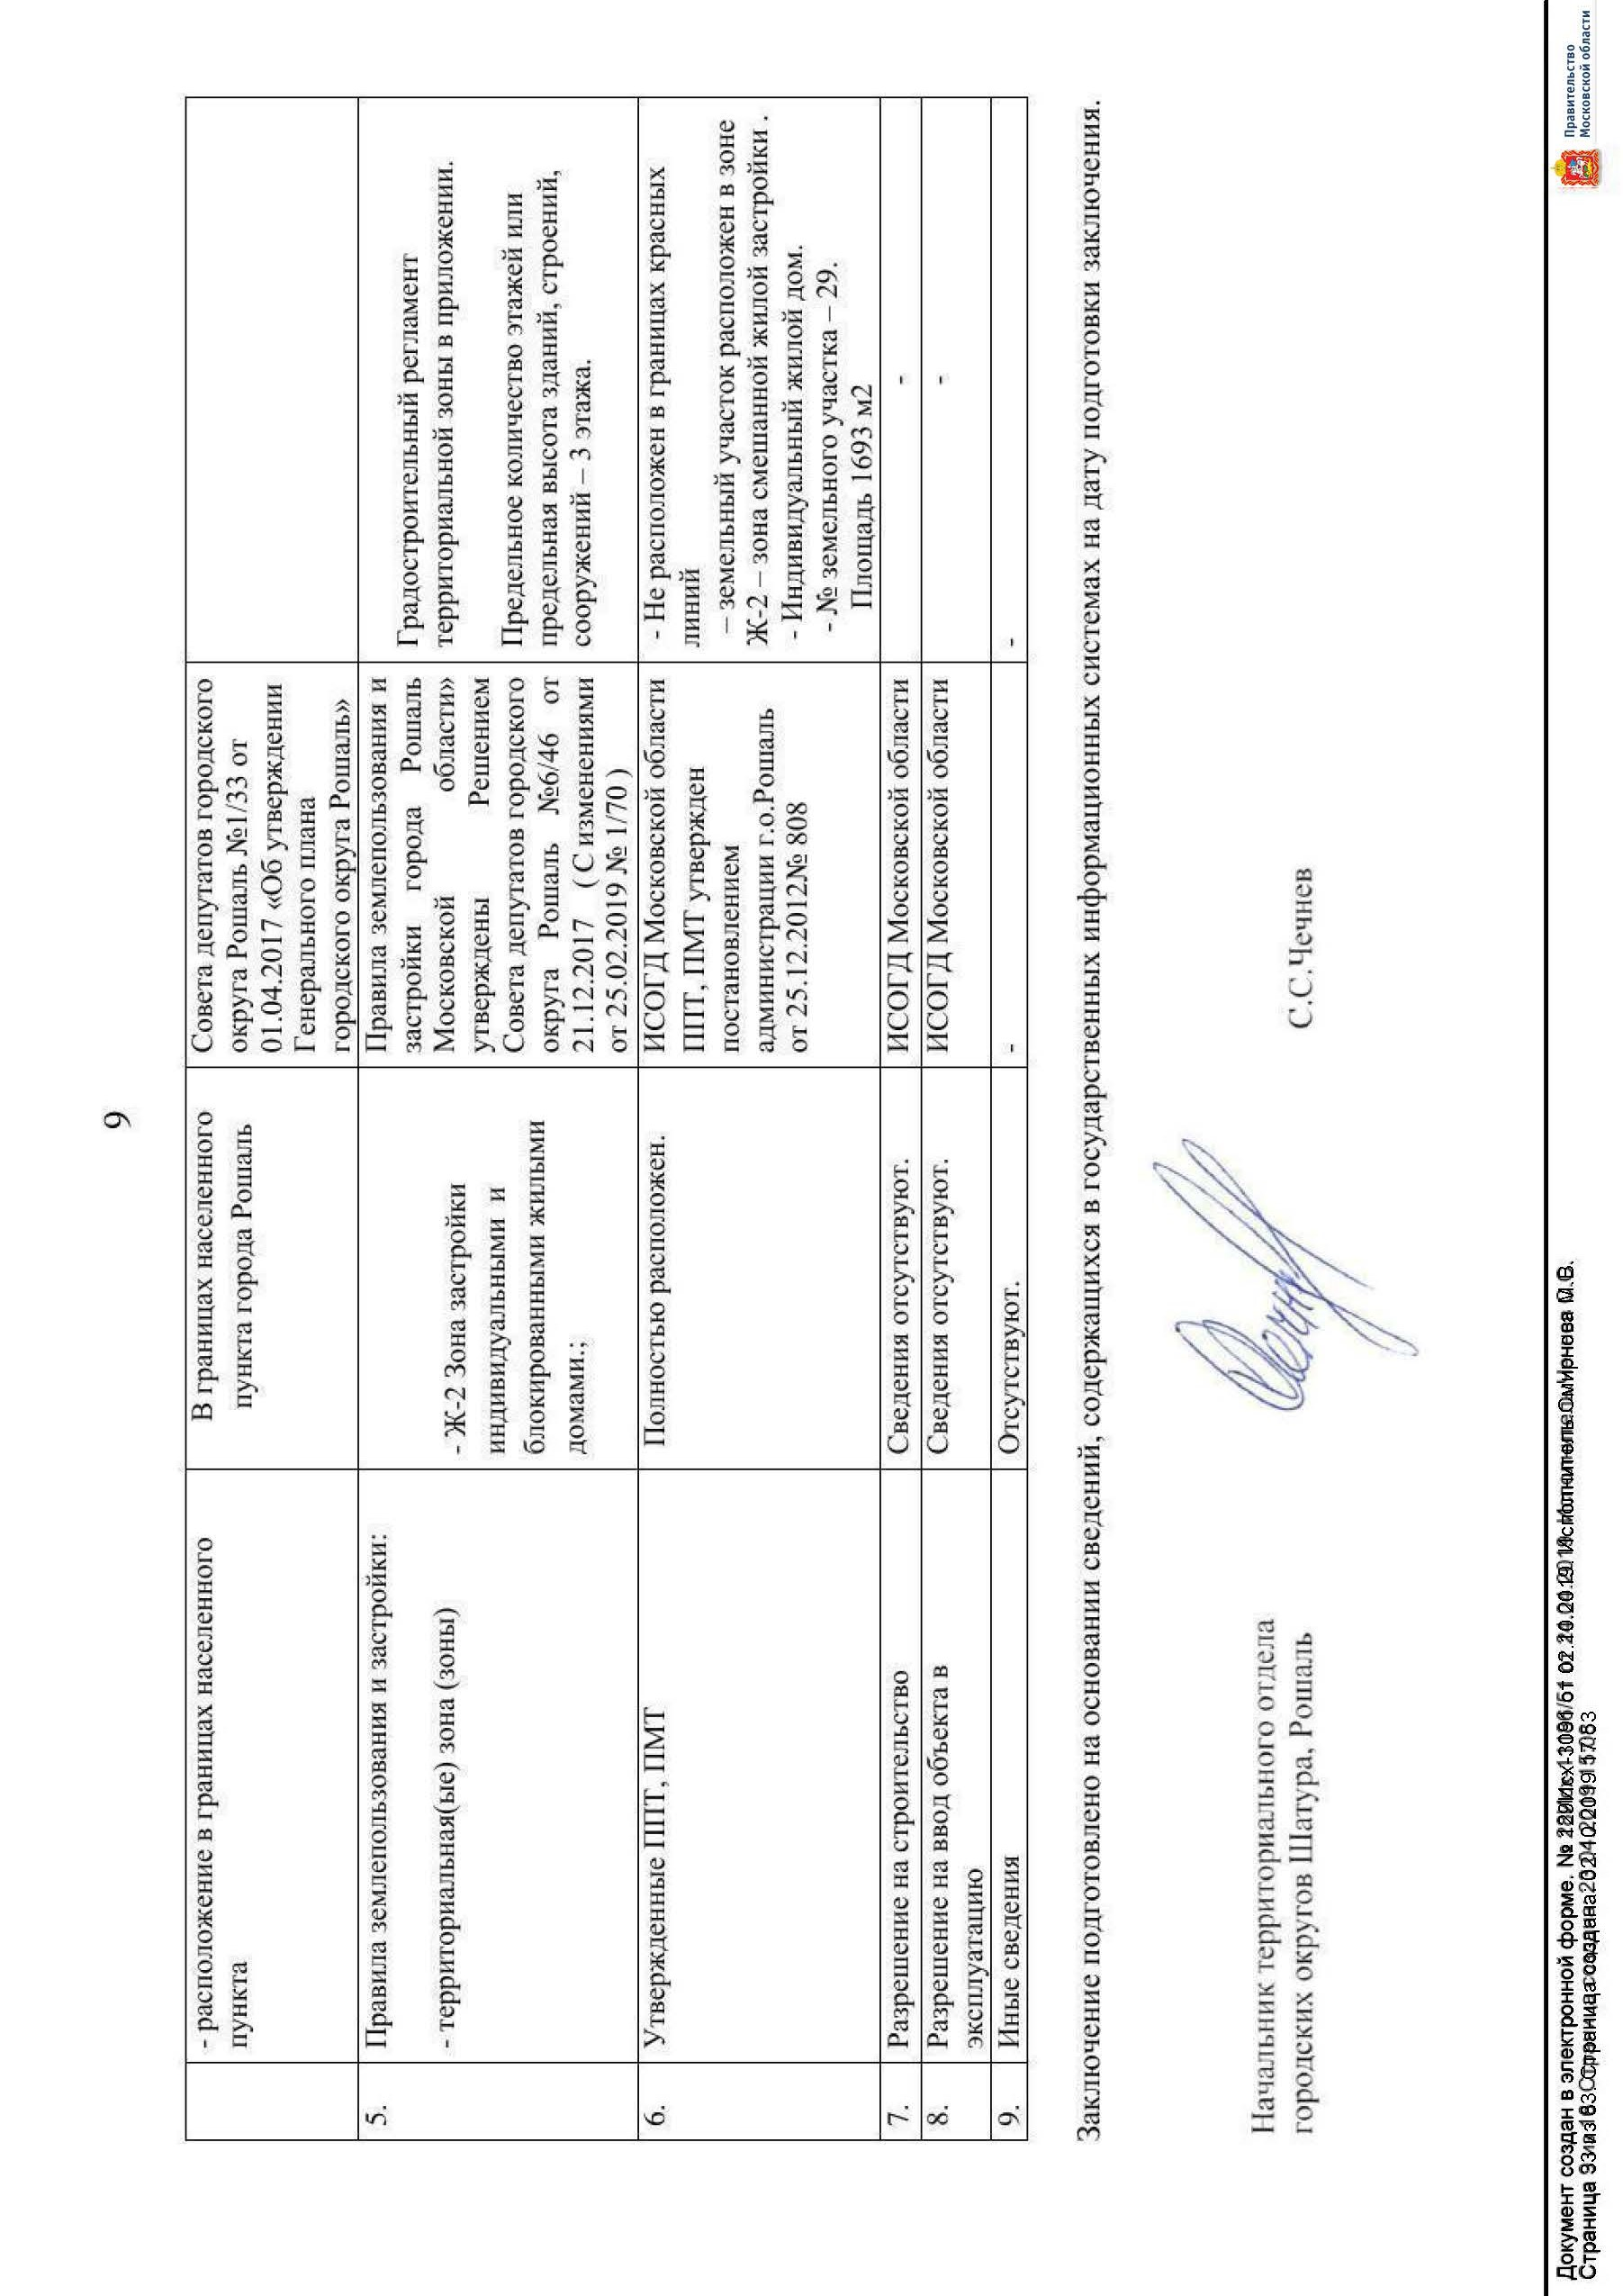 9
- расположение в границах населенного
пункта
В границах населенного
пункта города Рошаль
Совета депутатов городского
округа Рошаль №1/33 от
01.04.2017 «Об утверждении
Генерального плана
городского округа Рошаль»
5.
Правила землепользования и застройки:
- территориальная(ые) зона (зоны)
- Ж-2 Зона застройки
индивидуальными и
блокированными жилыми
домами.;
Правила землепользования и
застройки города Рошаль
Московской области»
утверждены Решением
Совета депутатов городского
округа Рошаль №6/46 от
21.12.2017 ( С изменениями
от 25.02.2019 № 1/70 )
Градостроительный регламент
территориальной зоны в приложении.
Предельное количество этажей или
предельная высота зданий, строений,
сооружений – 3 этажа.
6.
Утвержденные ППТ, ПМТ
Полностью расположен.
ИСОГД Московской области
ППТ, ПМТ утвержден
постановлением
администрации г.о.Рошаль
от 25.12.2012№ 808
- Не расположен в границах красных
линий
– земельный участок расположен в зоне
Ж-2 – зона смешанной жилой застройки .
- Индивидуальный жилой дом.
- № земельного участка – 29.
Площадь 1693 м2
7.
Разрешение на строительство
Сведения отсутствуют.
ИСОГД Московской области
-
8.
Разрешение на ввод объекта в
эксплуатацию
Сведения отсутствуют.
ИСОГД Московской области
-
9.
Иные сведения
Отсутствуют.
-
-
Заключение подготовлено на основании сведений, содержащихся в государственных информационных системах на дату подготовки заключения.
Начальник территориального отдела
городских округов Шатура, Рошаль
С.С.Чечнев
Документ создан в электронной форме. №
Страница
Правительство
Московской области